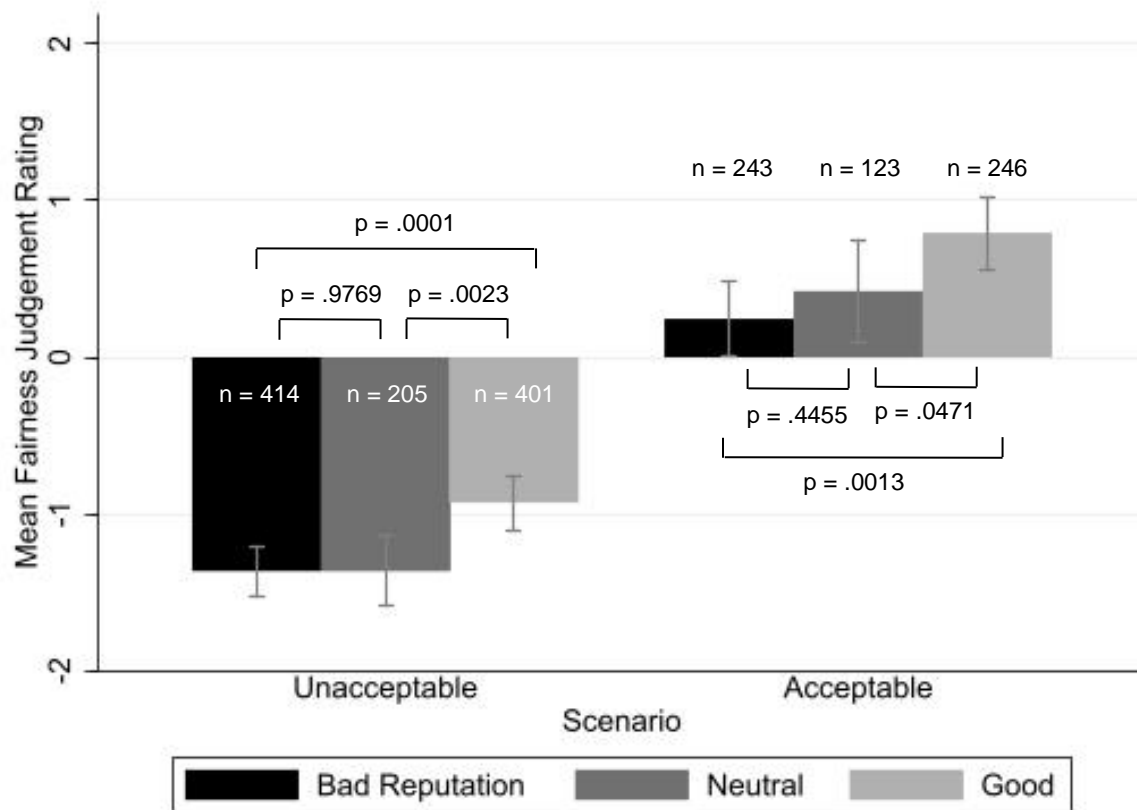 2
n = 243 n = 123 n = 246
1
p = .0001
p = .9769 p = .0023
0
n = 414 n = 205 n = 401
p = .4455 p = .0471
p = .0013
-1
-2
Mean Fairness Judgement Rating
Unacceptable Acceptable
Scenario
Bad Reputation Neutral Good